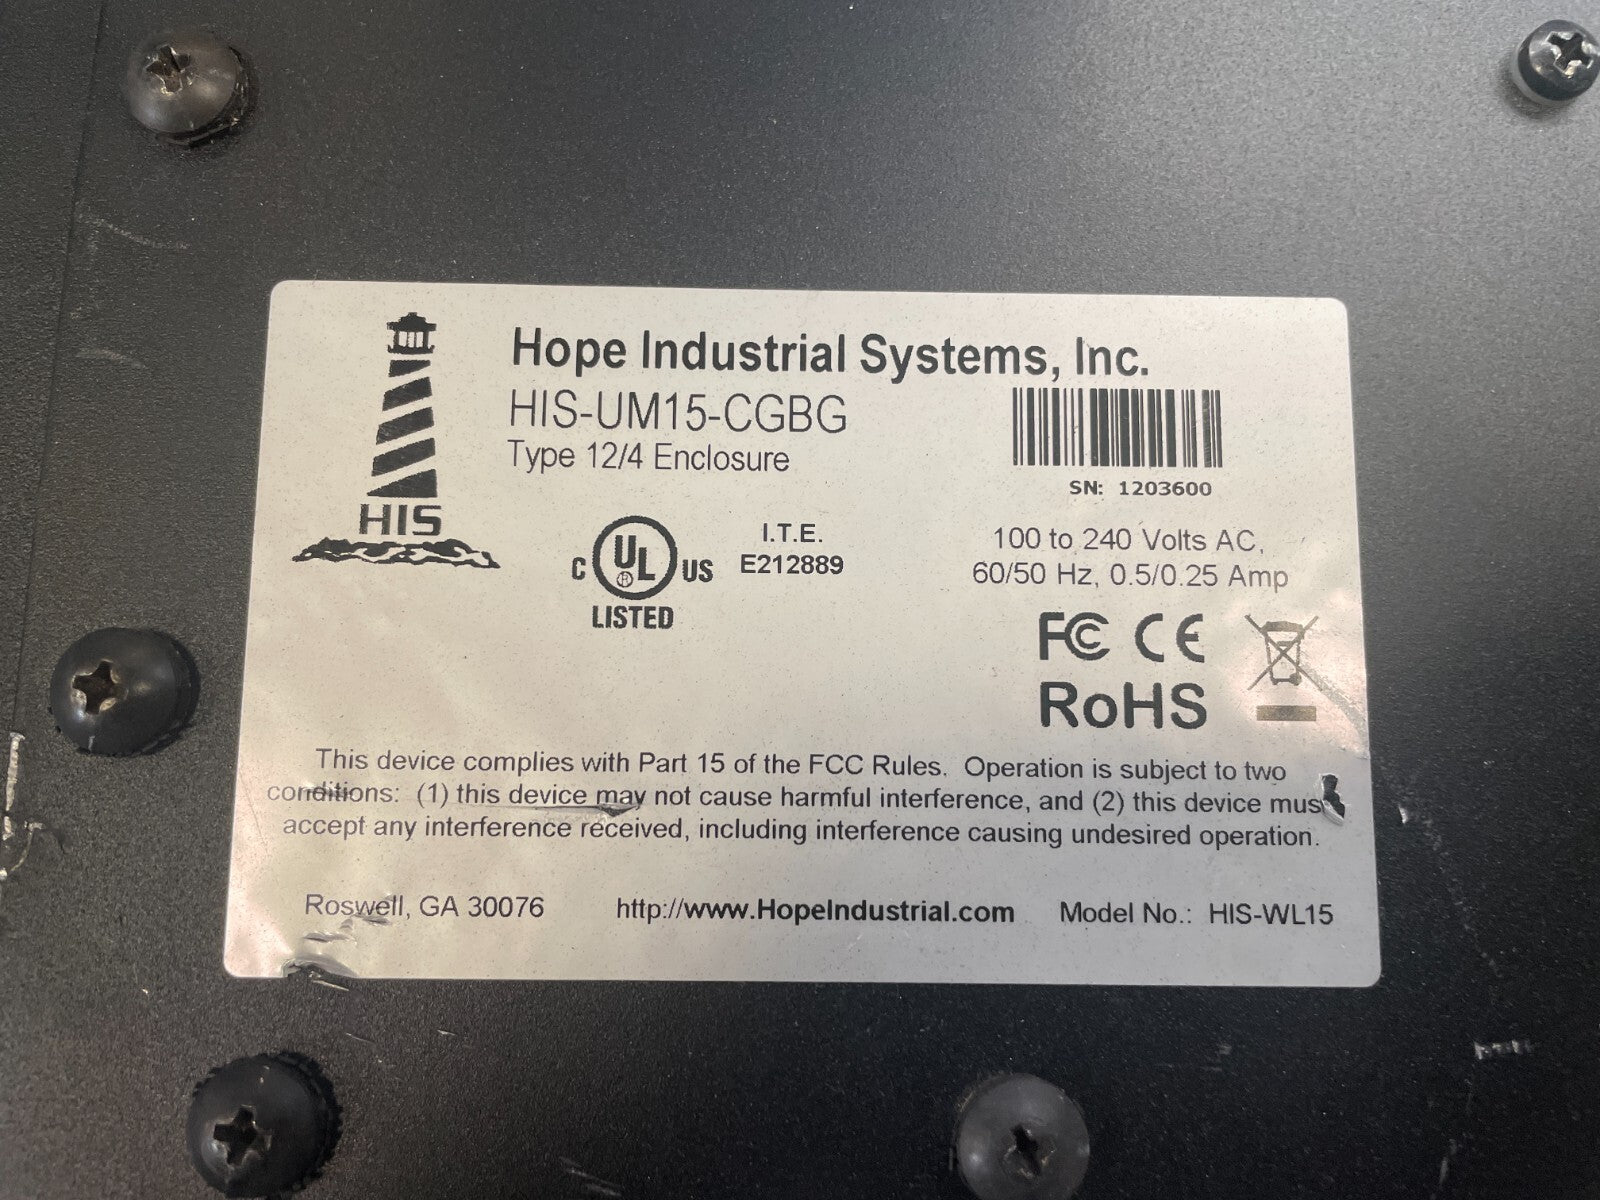 Hope Industrial Systems, Inc.
HIS-UM15-CGBG
Type 12/4 Enclosure
SN: 1203600
HIS
C UL US
®
LISTED
I.T.E.
E212889
100 to 240 Volts AC,
60/50 Hz, 0.5/0.25 Amp
FC CE
RoHS
This device complies with Part 15 of the FCC Rules. Operation is subject to two
conditions: (1) this device may not cause harmful interference, and (2) this device mus
accept any interference received, including interference causing undesired operation.
Roswell, GA 30076 http://www.HopeIndustrial.com Model No.: HIS-WL15